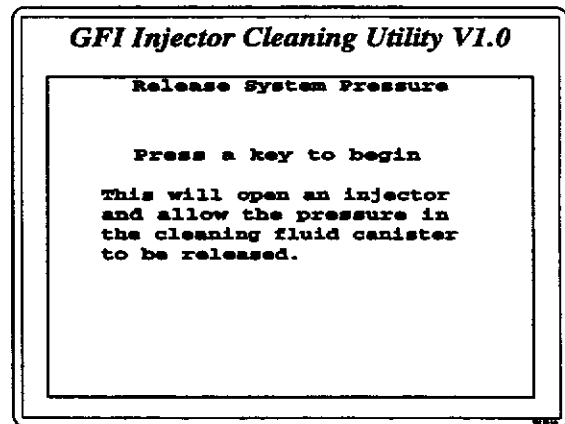 GFI Injector Cleaning Utility V1.0
Release System Pressure
Press a key to begin
This will open an injector
and allow the pressure in
the cleaning fluid canister
to be released.